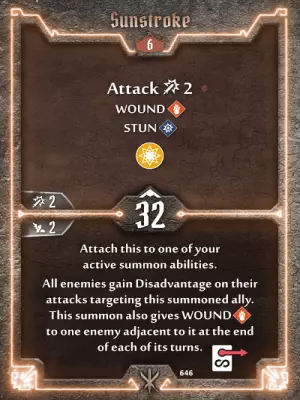 Sunstroke
6
Attack 2
WOUND
STUN
2
2
32
Attach this to one of your
active summon abilities.
All enemies gain Disadvantage on their
attacks targeting this summoned ally.
This summon also gives WOUND
to one enemy adjacent to it at the end
of each of its turns.
646